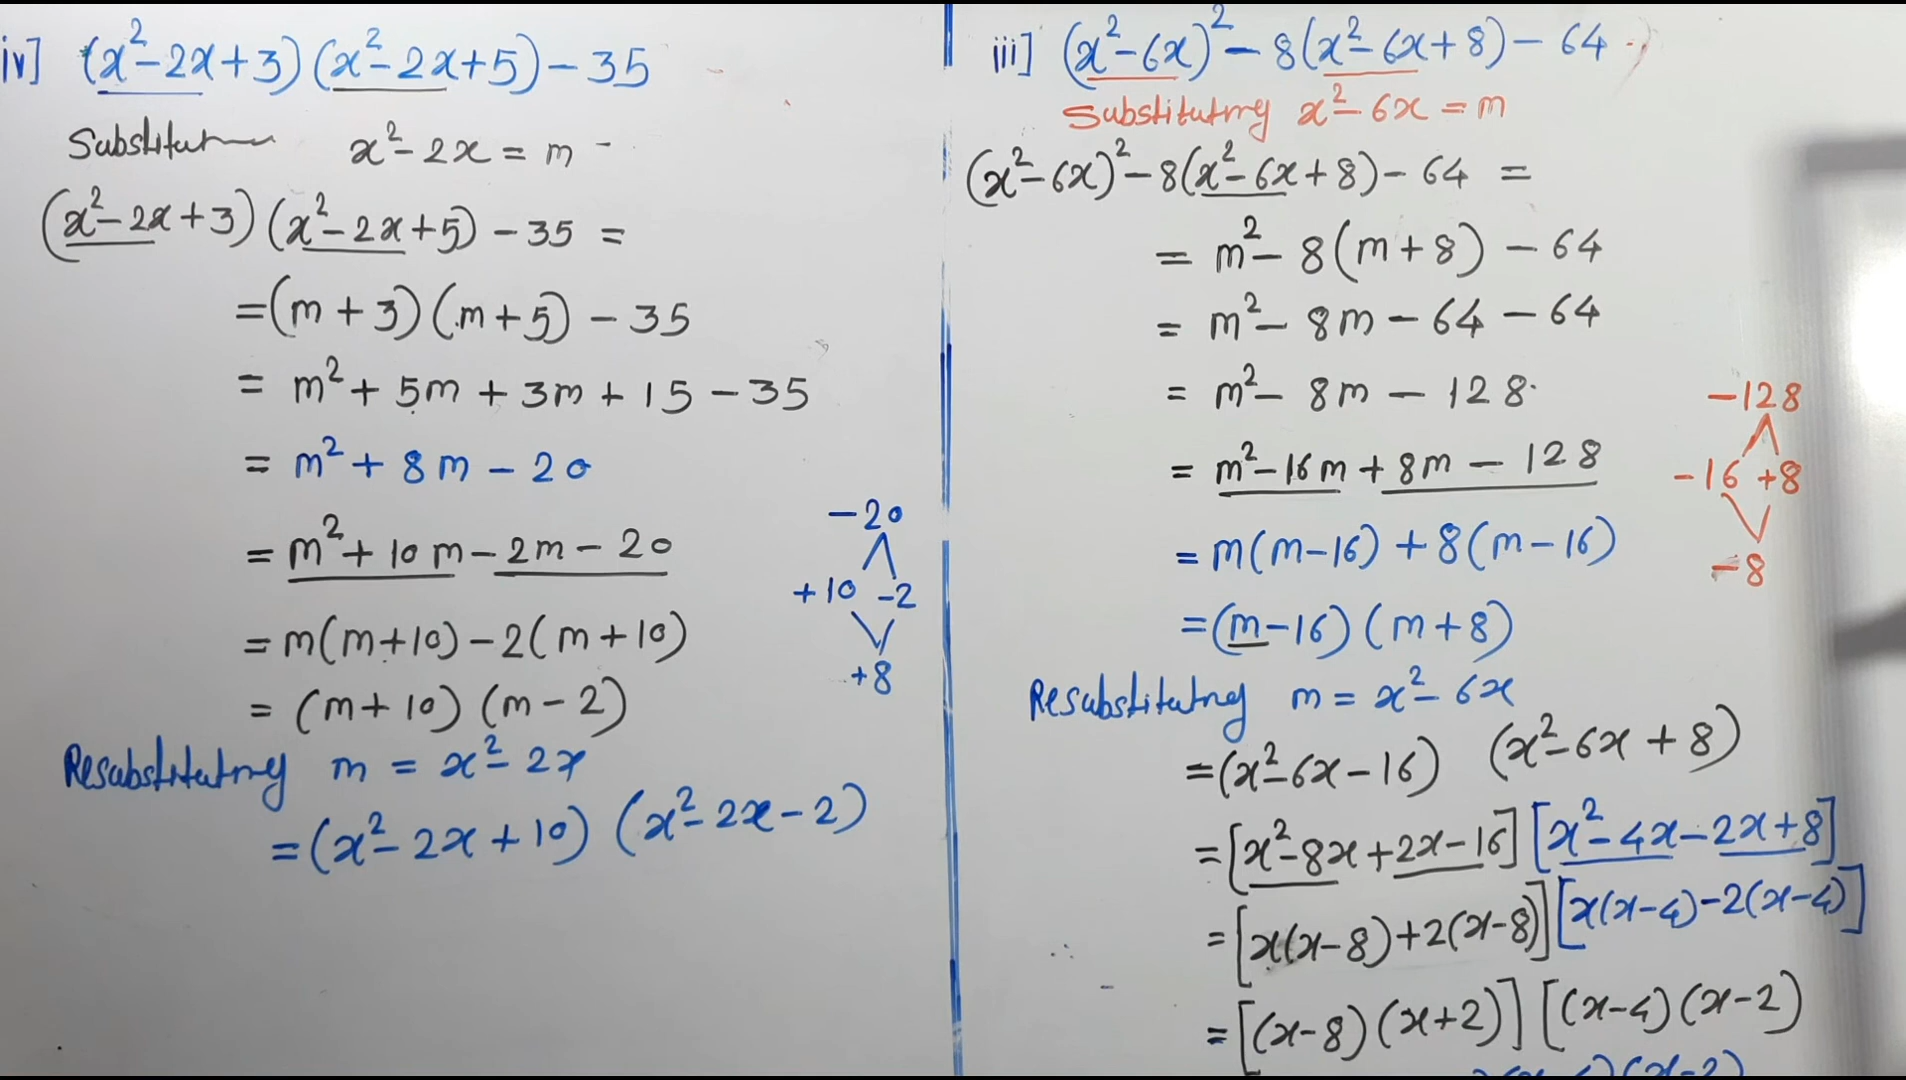 iv] (x²-2x+3)(x²-2x+5)-35
x²-2x=m
(x²-2x+3)(x²-2x+5)-35 =
=(m+3)(m+5)-35
= m²+5m+3m+15-35
= m²+8m-20
= m²+10m-2m-20
=m(m+10)-2(m+10)
= (m+10)(m-2)
-20
+10 -2
+8
Resubstituting m = x²-2x
=(x²-2x+10)(x²-2x-2)
iii] (x²-6x)²-8(x²-6x+8)-64
Substituting x²-6x=m
(x²-6x)²-8(x²-6x+8)-64 =
= m²-8(m+8)-64
= m²-8m-64-64
= m²-8m-128
= m²-16m+8m-128
=m(m-16)+8(m-16)
=(m-16)(m+8)
-128
-16 +8
-8
Resubstituting m = x²-6x
=(x²-6x-16) (x²-6x+8)
=[x²-8x+2x-16][x²-4x-2x+8]
=[x(x-8)+2(x-8)][x(x-4)-2(x-4)]
=[(x-8)(x+2)][(x-4)(x-2)